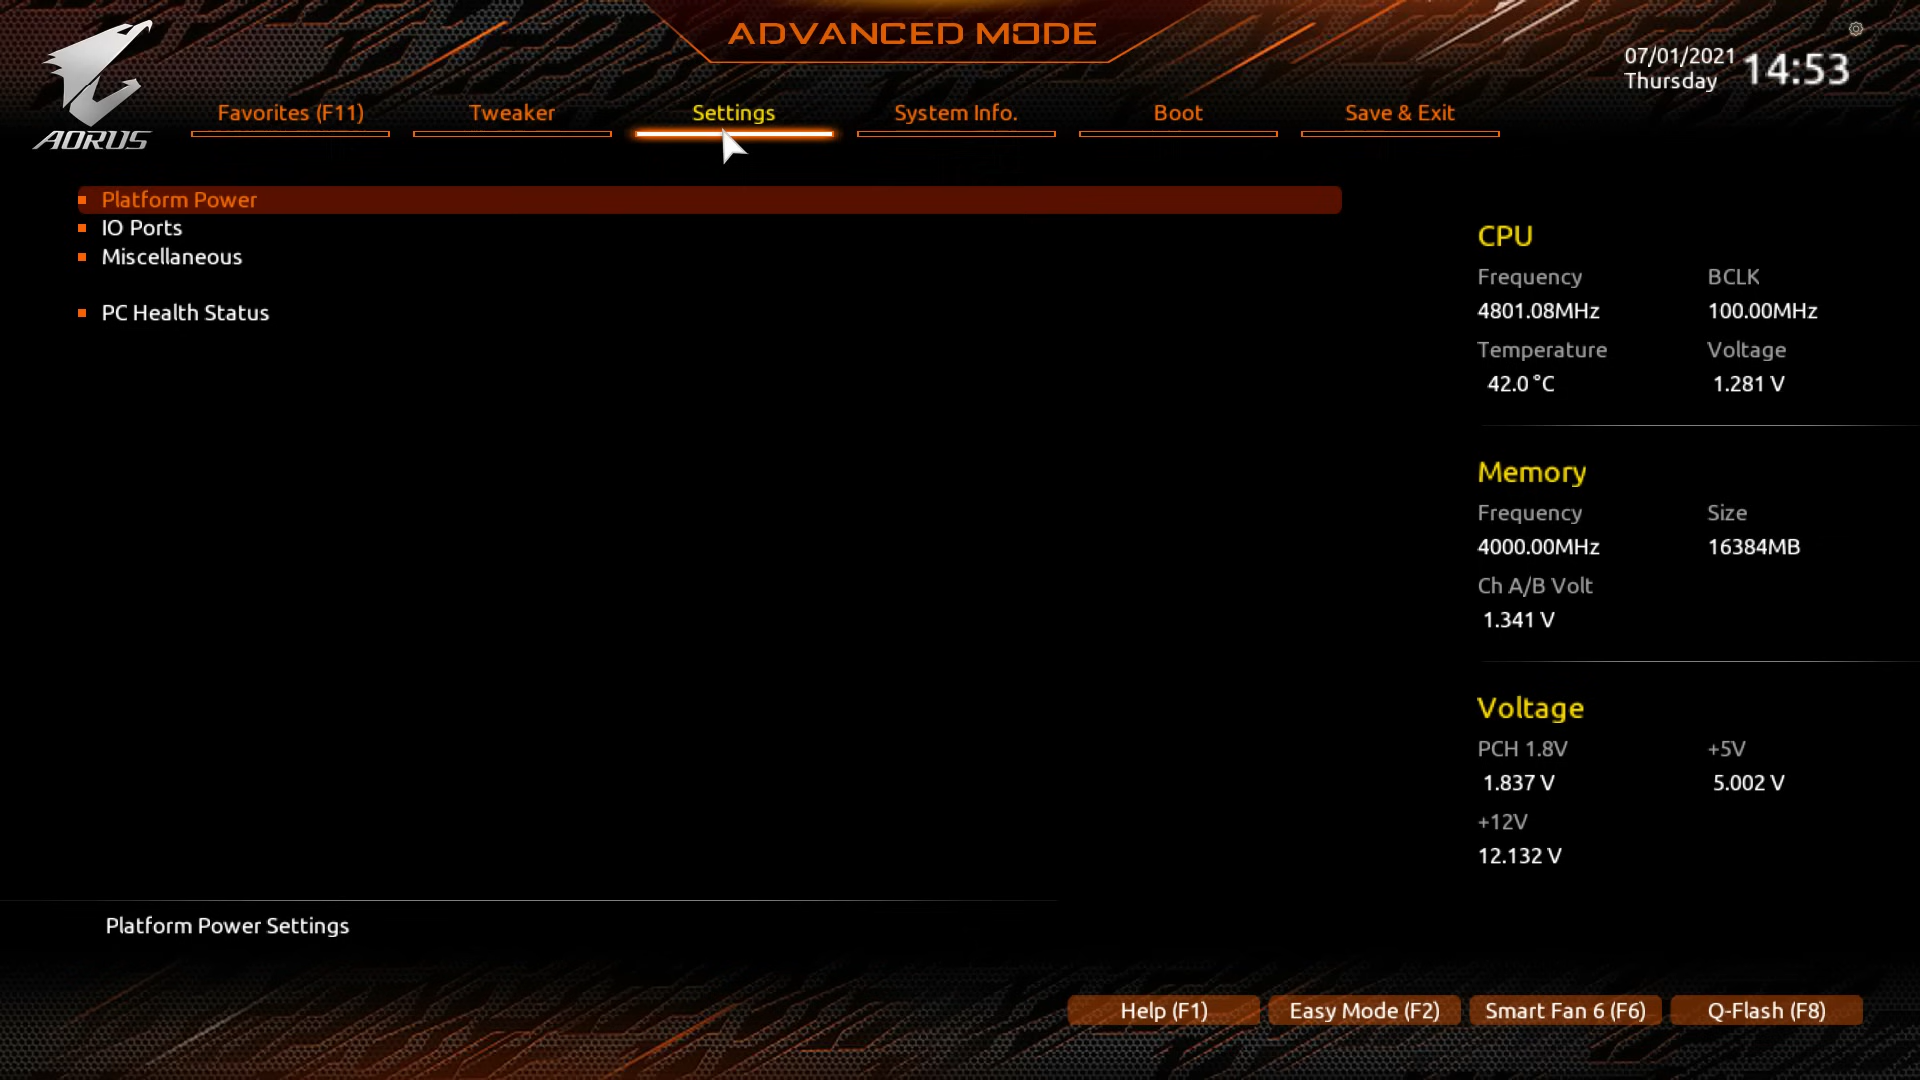 ADVANCED MODE
07/01/2021
Thursday
14:53
AORUS
Favorites (F11)
Tweaker
Settings
System Info.
Boot
Save & Exit
Platform Power
IO Ports
Miscellaneous
PC Health Status
CPU
Frequency BCLK
4801.08MHz 100.00MHz
Temperature Voltage
42.0 °C 1.281 V
Memory
Frequency Size
4000.00MHz 16384MB
Ch A/B Volt
1.341 V
Voltage
PCH 1.8V +5V
1.837 V 5.002 V
+12V
12.132 V
Platform Power Settings
Help (F1)
Easy Mode (F2)
Smart Fan 6 (F6)
Q-Flash (F8)